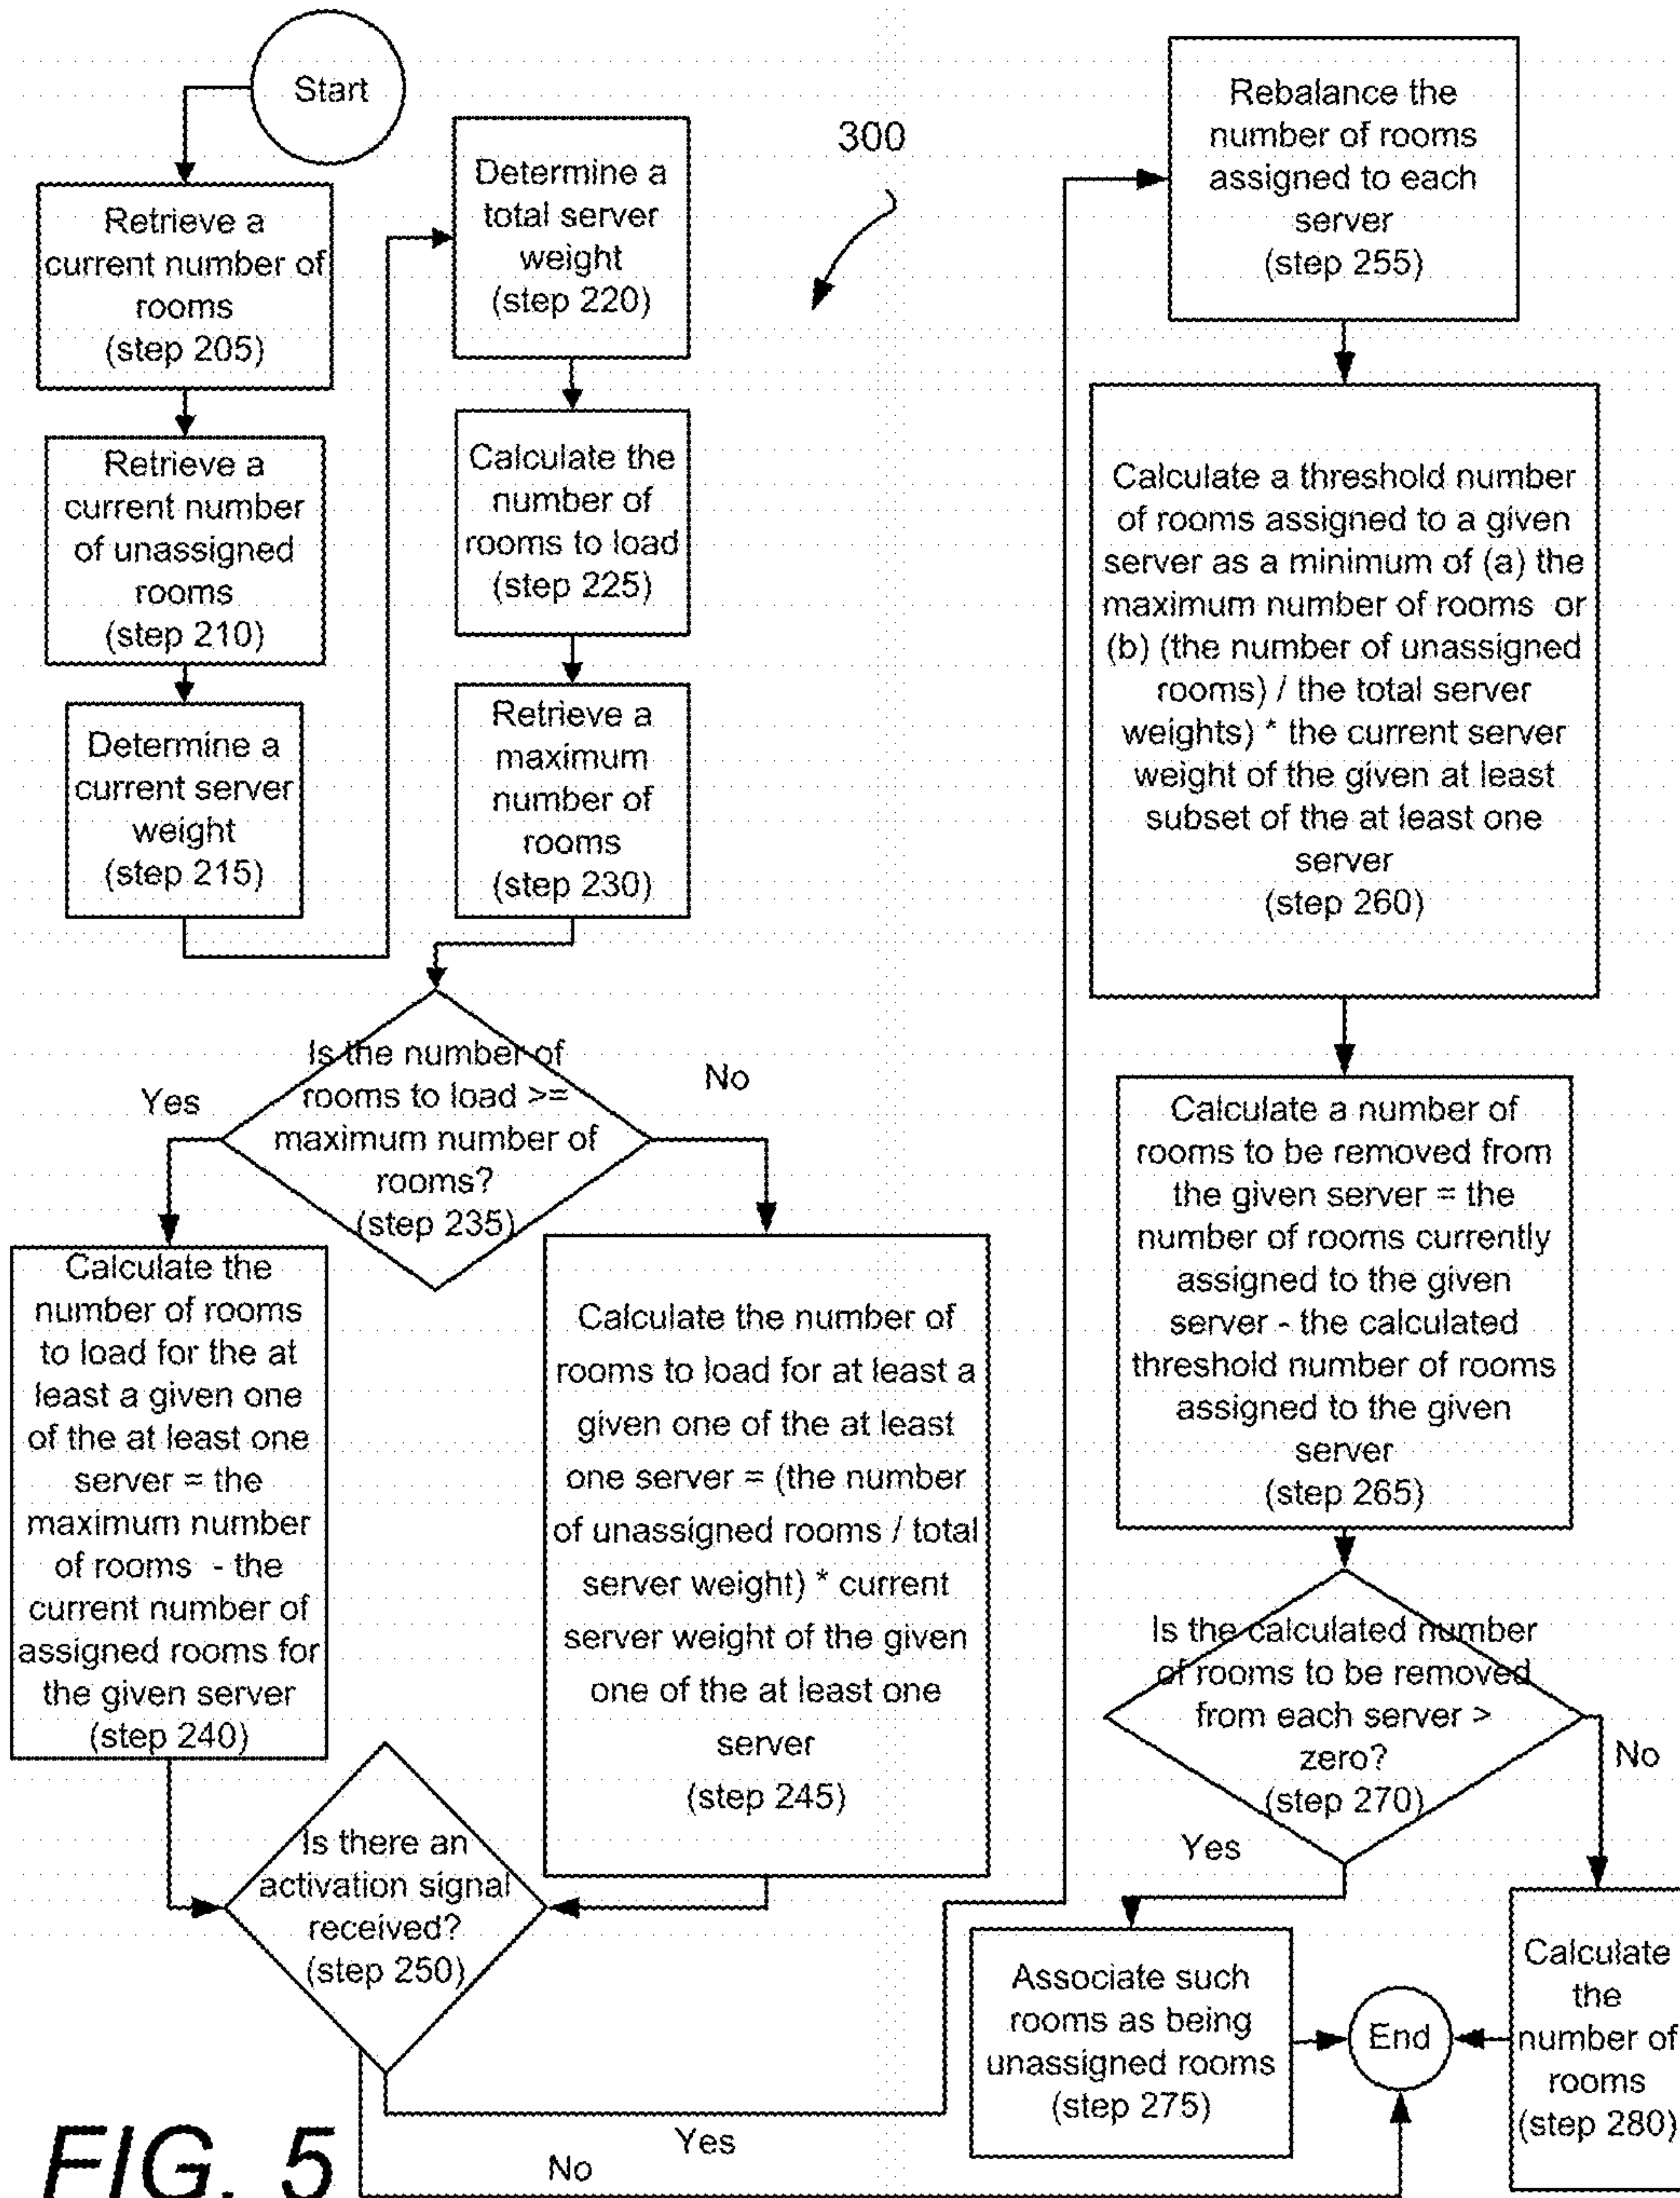 Start
Retrieve a
current number of
rooms
(step 205)
Retrieve a
current number
of unassigned
rooms
(step 210)
Determine a
current server
weight
(step 215)
Determine a
total server
weight
(step 220)
Calculate the
number of
rooms to load
(step 225)
Retrieve a
maximum
number of
rooms
(step 230)
300
Is the number of
rooms to load >=
maximum number of
rooms?
(step 235)
Yes
No
Calculate the
number of rooms
to load for the at
least a given one
of the at least one
server = the
maximum number
of rooms - the
current number of
assigned rooms for
the given server
(step 240)
Calculate the number of
rooms to load for at least a
given one of the at least
one server = (the number
of unassigned rooms / total
server weight) * current
server weight of the given
one of the at least one
server
(step 245)
Is there an
activation signal
received?
(step 250)
Yes
No
Rebalance the
number of rooms
assigned to each
server
(step 255)
Calculate a threshold number
of rooms assigned to a given
server as a minimum of (a) the
maximum number of rooms or
(b) (the number of unassigned
rooms) / the total server
weights) * the current server
weight of the given at least
subset of the at least one
server
(step 260)
Calculate a number of
rooms to be removed from
the given server = the
number of rooms currently
assigned to the given
server - the calculated
threshold number of rooms
assigned to the given
server
(step 265)
Is the calculated number
of rooms to be removed
from each server >
zero?
(step 270)
Yes
No
Associate such
rooms as being
unassigned rooms
(step 275)
End
Calculate
the
number of
rooms
(step 280)
FIG. 5